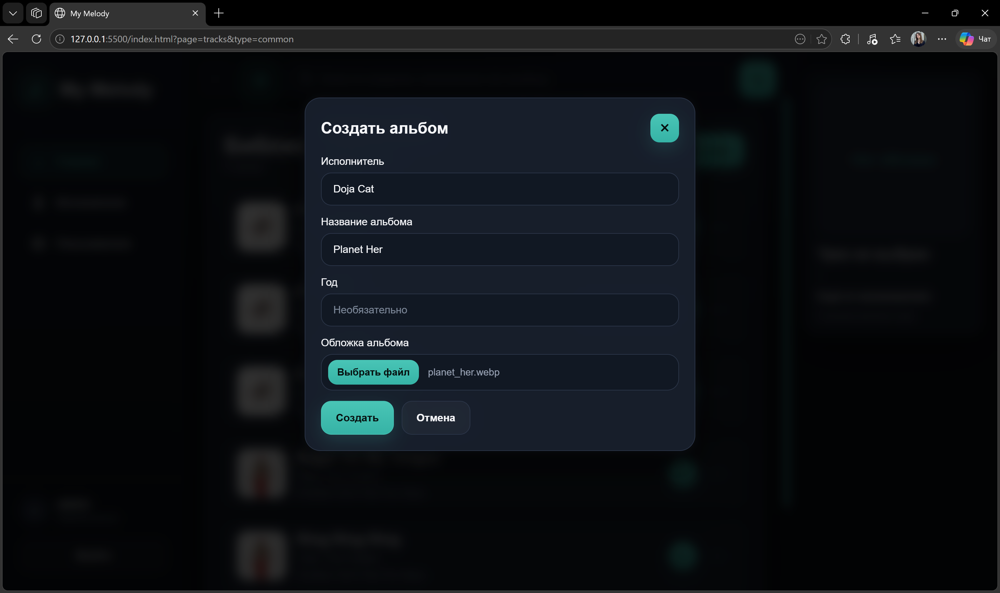 My Melody
127.0.0.1:5500/index.html?page=tracks&type=common
Чат
Создать альбом
Исполнитель
Doja Cat
Название альбома
Planet Her
Год
Необязательно
Обложка альбома
Выбрать файл planet_her.webp
Создать Отмена